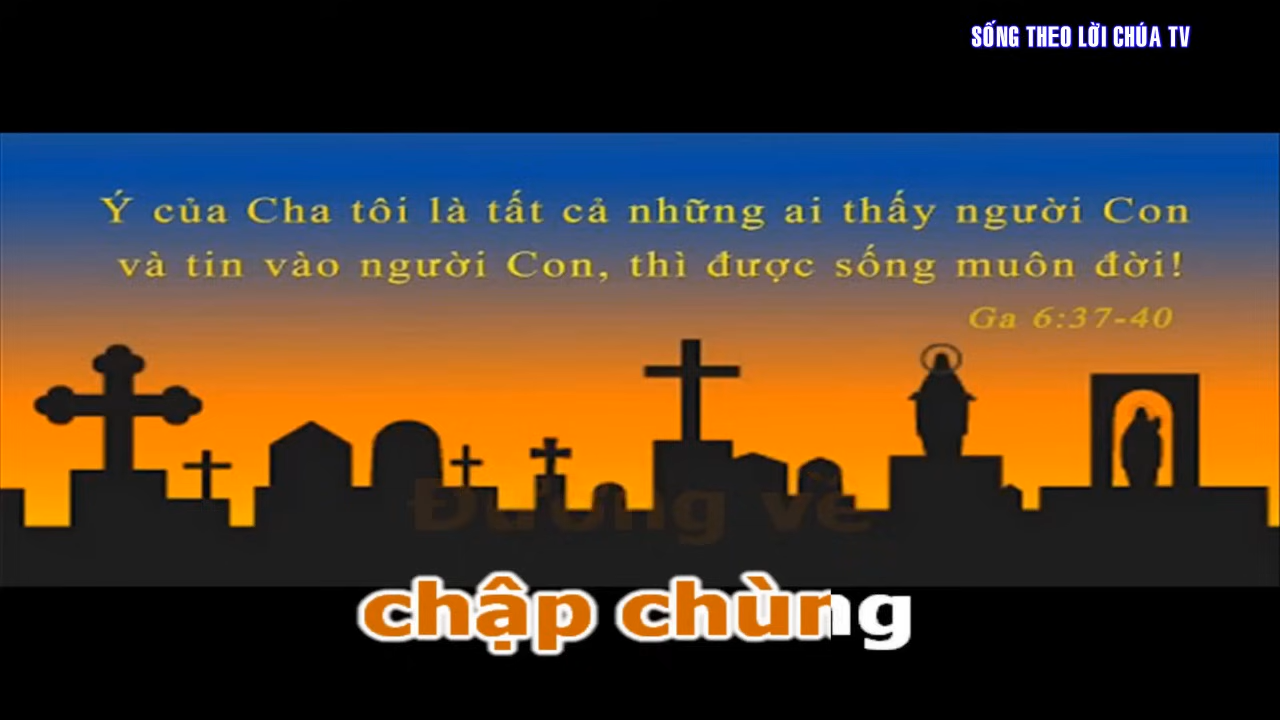 SỐNG THEO LỜI CHÚA TV
Ý của Cha tôi là tất cả những ai thấy người Con
và tin vào người Con, thì được sống muôn đời!
Ga 6:37-40
Đường về
chập chùng